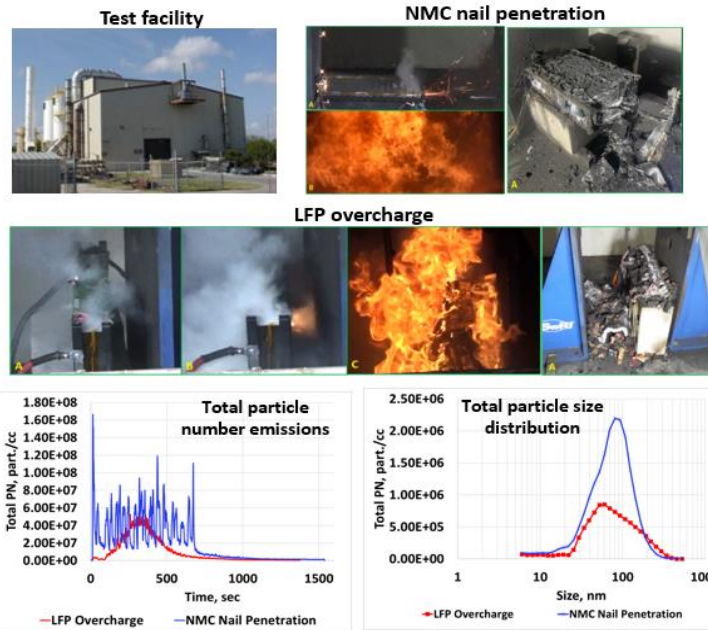 Test facility
NMC nail penetration
A
B
A
LFP overcharge
A
B
C
A
SwRI
Total particle
number emissions
Total PN, part./cc
1.80E+08
1.60E+08
1.40E+08
1.20E+08
1.00E+08
8.00E+07
6.00E+07
4.00E+07
2.00E+07
0.00E+00
0
500
1000
1500
Time, sec
LFP Overcharge
NMC Nail Penetration
Total particle size
distribution
Total PN, part./cc
2.50E+06
2.00E+06
1.50E+06
1.00E+06
5.00E+05
0.00E+00
1
10
100
Size, nm
LFP Overcharge
NMC Nail Penetration